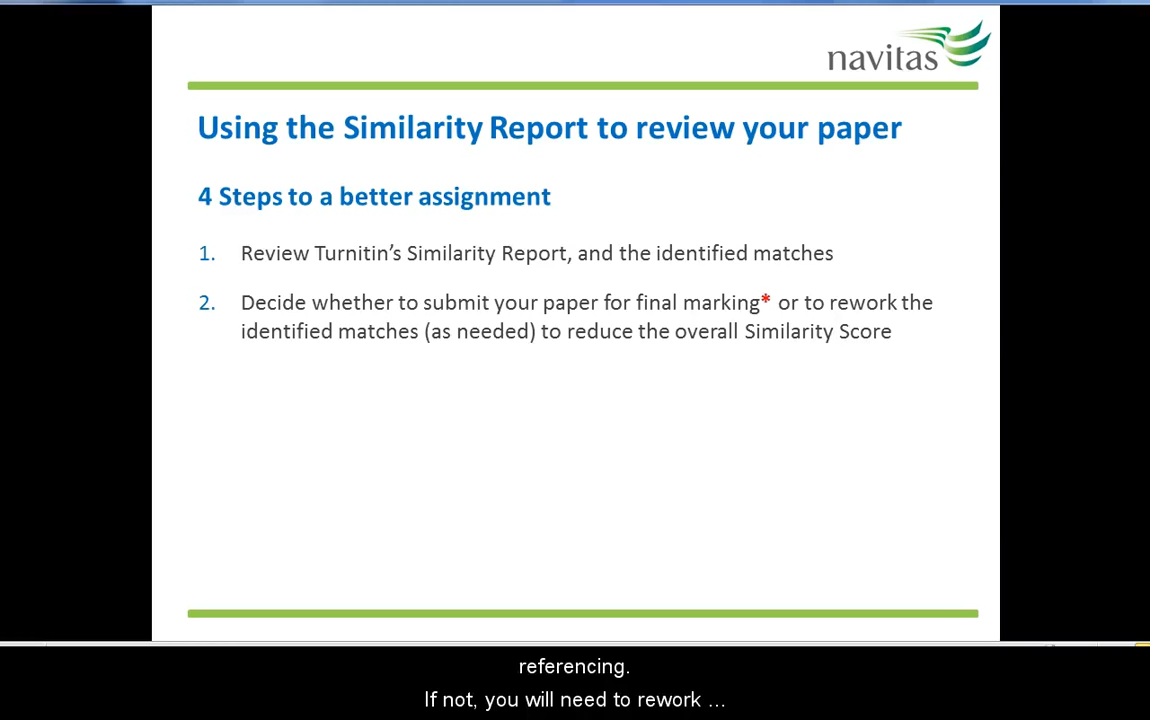 navitas
Using the Similarity Report to review your paper
4 Steps to a better assignment
1. Review Turnitin’s Similarity Report, and the identified matches
2. Decide whether to submit your paper for final marking* or to rework the
identified matches (as needed) to reduce the overall Similarity Score
referencing.
If not, you will need to rework ...